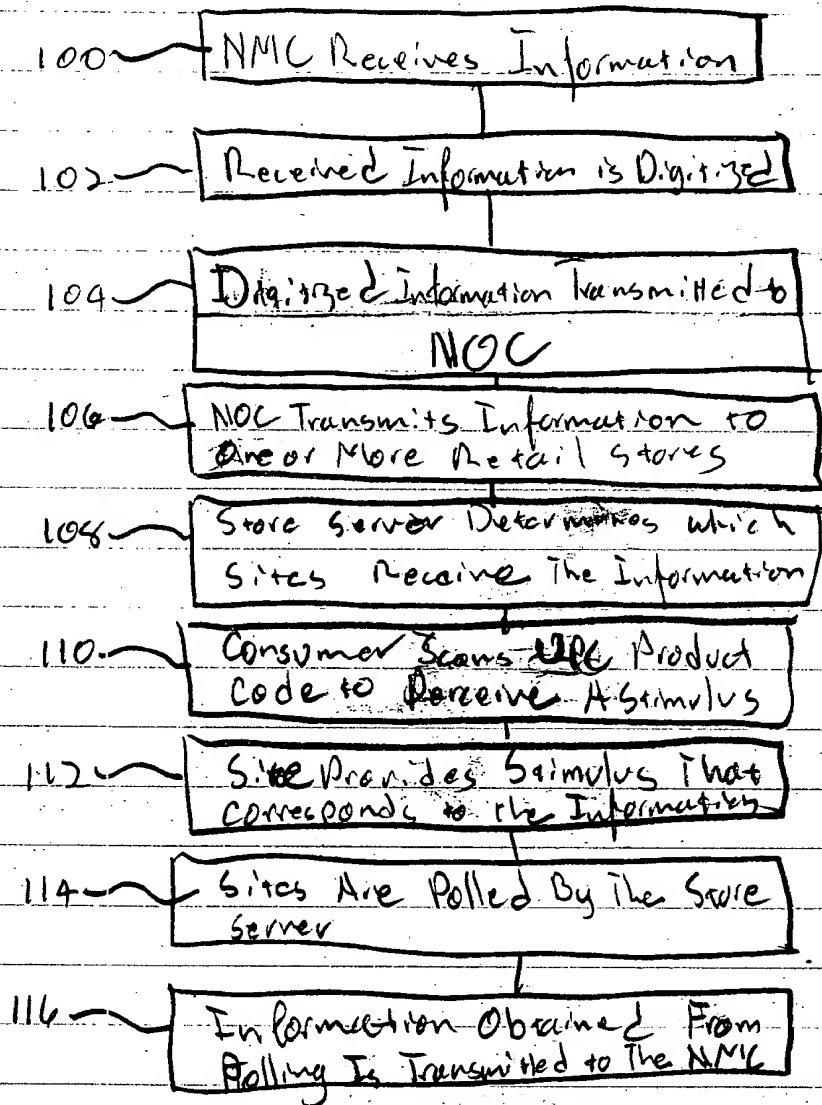 100 NMC Receives Information
102 Received Information is Digitized
104 Digitized Information Transmitted to
NOC
106 NOC Transmits Information to
One or More Retail Stores
108 Store Server Determines which
Sites Receive The Information
110 Consumer Scans UPC Product
Code to Perceive A Stimulus
112 Site Provides Stimulus That
corresponds to the Information
114 Sites Are Polled By The Store
Server
116 Information Obtained From
Polling Is Transmitted to The NMC